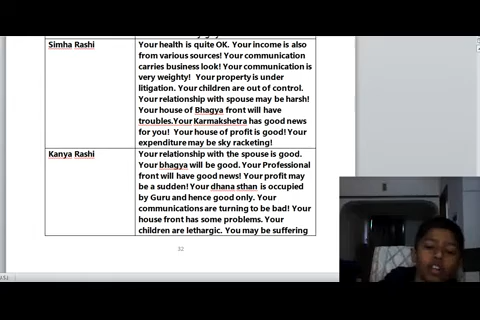 Simha Rashi
Your health is quite OK. Your income is also
from various sources! Your communication
carries business look! Your communication is
very weighty!  Your property is under
litigation. Your children are out of control.
Your relationship with spouse may be harsh!
Your house of Bhagya front will have
troubles.Your Karmakshetra has good news
for you!  Your house of profit is good! Your
expenditure may be sky racketing!
Kanya Rashi
Your relationship with the spouse is good.
Your bhagya will be good. Your Professional
front will have good news! Your profit may
be a sudden! Your dhana sthan is occupied
by Guru and hence good only. Your
communications are turning to be bad! Your
house front has some problems. Your
children are lethargic. You may be suffering
32